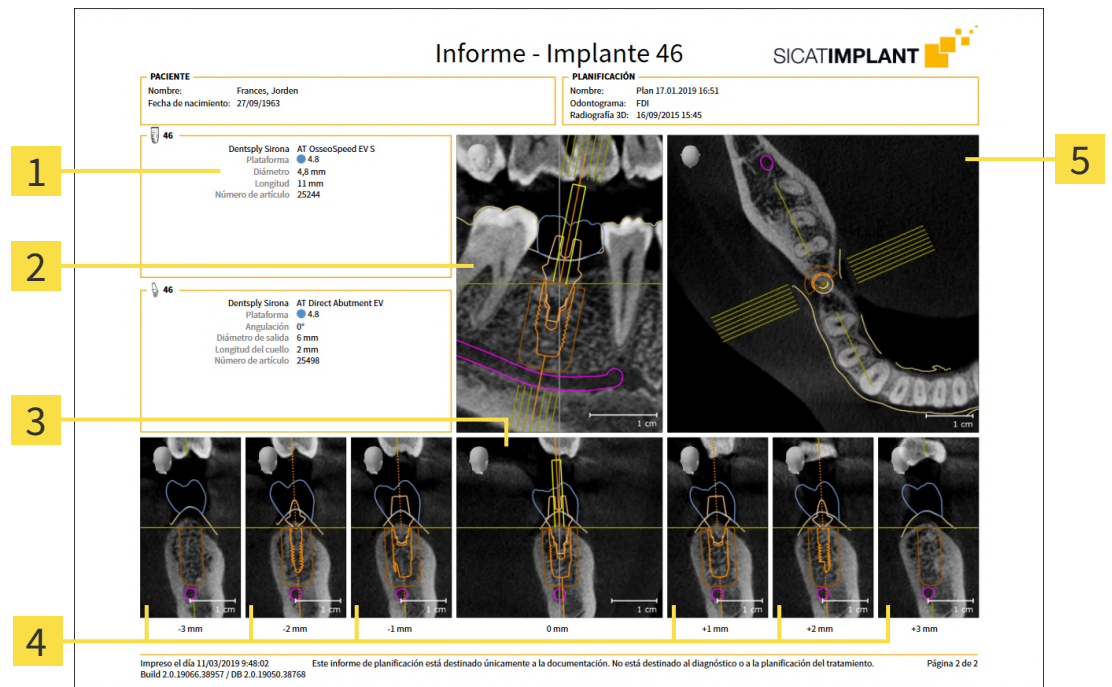 Informe - Implante 46
SICATIMPLANT
PACIENTE
Nombre: Frances, Jorden
Fecha de nacimiento: 27/09/1963
PLANIFICACIÓN
Nombre: Plan 17.01.2019 16:51
Odontograma: FDI
Radiografía 3D: 16/09/2015 15:45
1
46
Dentsply Sirona AT OsseoSpeed EV S
Plataforma 4.8
Diámetro 4,8 mm
Longitud 11 mm
Número de artículo 25244
5
2
46
Dentsply Sirona AT Direct Abutment EV
Plataforma 4.8
Angulación 0°
Diámetro de salida 6 mm
Longitud del cuello 2 mm
Número de artículo 25498
1 cm
1 cm
3
1 cm
1 cm
1 cm
1 cm
1 cm
1 cm
1 cm
4
-3 mm
-2 mm
-1 mm
0 mm
+1 mm
+2 mm
+3 mm
Impreso el día 11/03/2019 9:48:02 Este informe de planificación está destinado únicamente a la documentación. No está destinado al diagnóstico o a la planificación del tratamiento. Página 2 de 2
Build 2.0.19066.38957 / DB 2.0.19050.38768